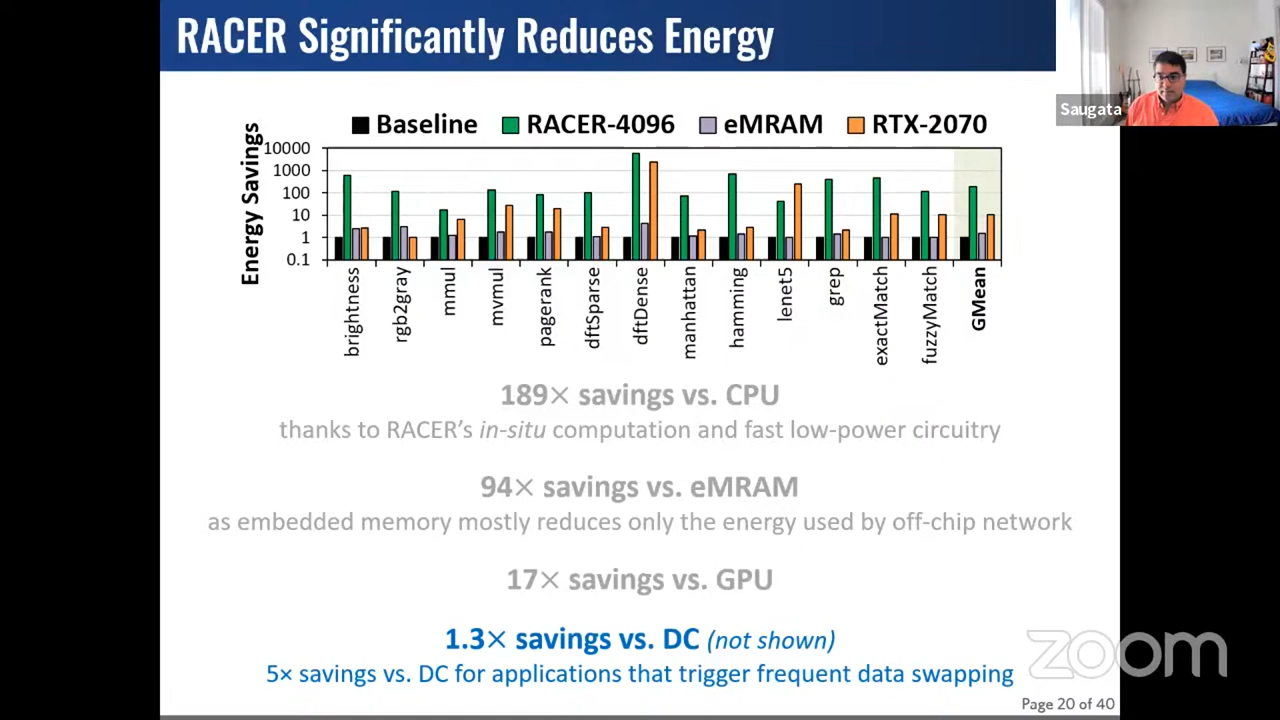 RACER Significantly Reduces Energy
Saugata
Baseline RACER-4096 eMRAM RTX-2070
Energy Savings
10000
1000
100
10
1
0.1
brightness
rgb2gray
mmul
mvmul
pagerank
dftSparse
dftDense
manhattan
hamming
lenet5
grep
exactMatch
fuzzyMatch
GMean
189× savings vs. CPU
thanks to RACER’s in-situ computation and fast low-power circuitry
94× savings vs. eMRAM
as embedded memory mostly reduces only the energy used by off-chip network
17× savings vs. GPU
1.3× savings vs. DC (not shown)
5× savings vs. DC for applications that trigger frequent data swapping
zoom
Page 20 of 40